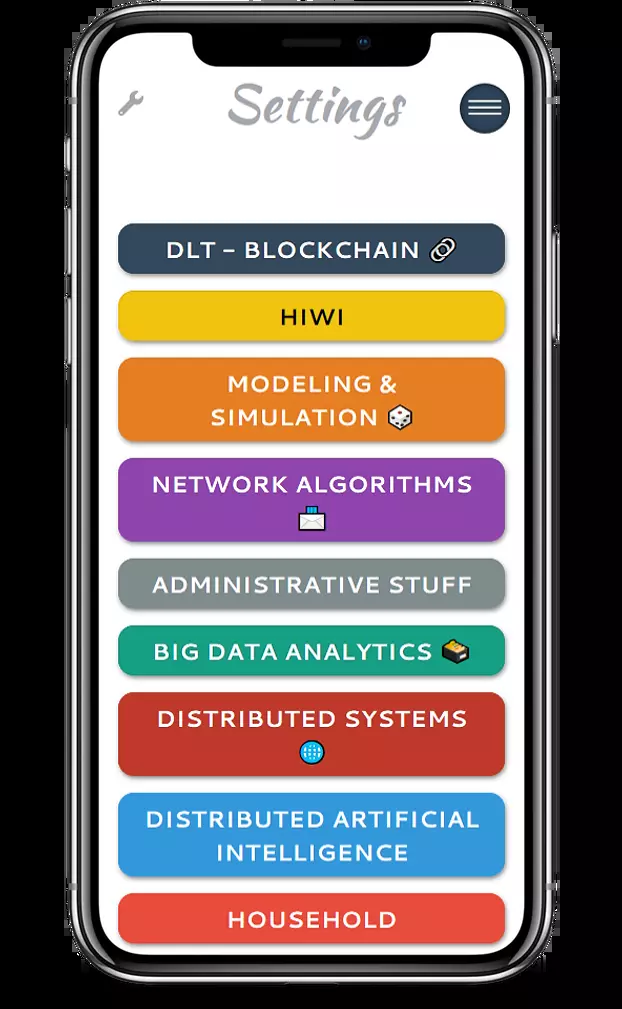 Settings
DLT - BLOCKCHAIN
HIWI
MODELING &
SIMULATION
NETWORK ALGORITHMS
ADMINISTRATIVE STUFF
BIG DATA ANALYTICS
DISTRIBUTED SYSTEMS
DISTRIBUTED ARTIFICIAL
INTELLIGENCE
HOUSEHOLD